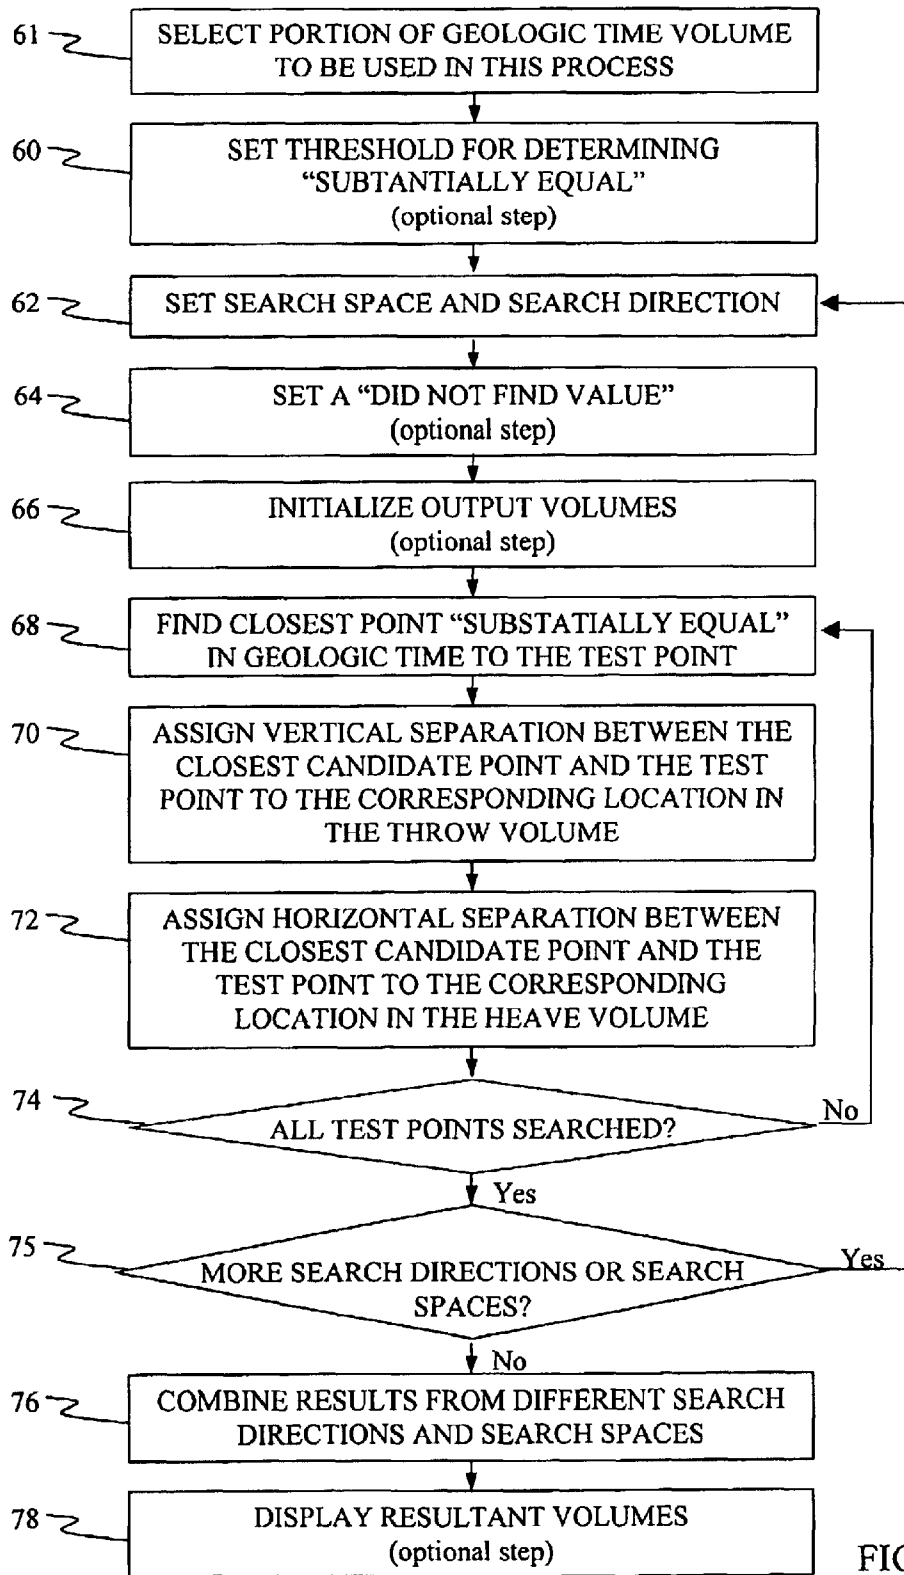 61
SELECT PORTION OF GEOLOGIC TIME VOLUME
TO BE USED IN THIS PROCESS
60
SET THRESHOLD FOR DETERMINING
“SUBTANTIALLY EQUAL”
(optional step)
62
SET SEARCH SPACE AND SEARCH DIRECTION
64
SET A “DID NOT FIND VALUE”
(optional step)
66
INITIALIZE OUTPUT VOLUMES
(optional step)
68
FIND CLOSEST POINT “SUBSTATIALLY EQUAL”
IN GEOLOGIC TIME TO THE TEST POINT
70
ASSIGN VERTICAL SEPARATION BETWEEN THE
CLOSEST CANDIDATE POINT AND THE TEST
POINT TO THE CORRESPONDING LOCATION IN
THE THROW VOLUME
72
ASSIGN HORIZONTAL SEPARATION BETWEEN
THE CLOSEST CANDIDATE POINT AND THE
TEST POINT TO THE CORRESPONDING
LOCATION IN THE HEAVE VOLUME
74
ALL TEST POINTS SEARCHED?
No
Yes
75
MORE SEARCH DIRECTIONS OR SEARCH
SPACES?
Yes
No
76
COMBINE RESULTS FROM DIFFERENT SEARCH
DIRECTIONS AND SEARCH SPACES
78
DISPLAY RESULTANT VOLUMES
(optional step)
FIG